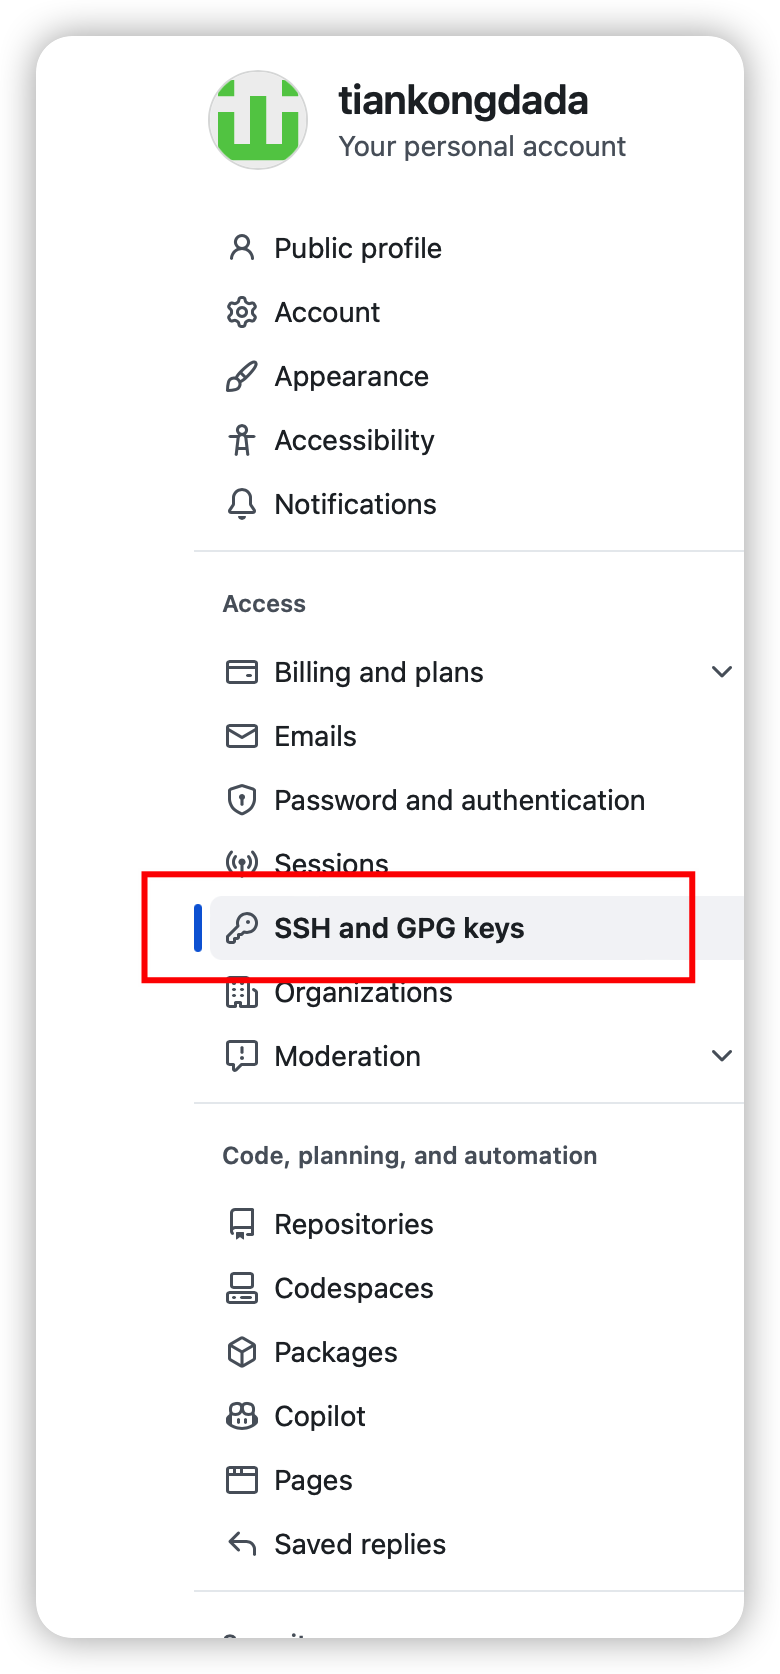 tiankongdada
Your personal account
Public profile
Account
Appearance
Accessibility
Notifications
Access
Billing and plans
Emails
Password and authentication
Sessions
SSH and GPG keys
Organizations
Moderation
Code, planning, and automation
Repositories
Codespaces
Packages
Copilot
Pages
Saved replies